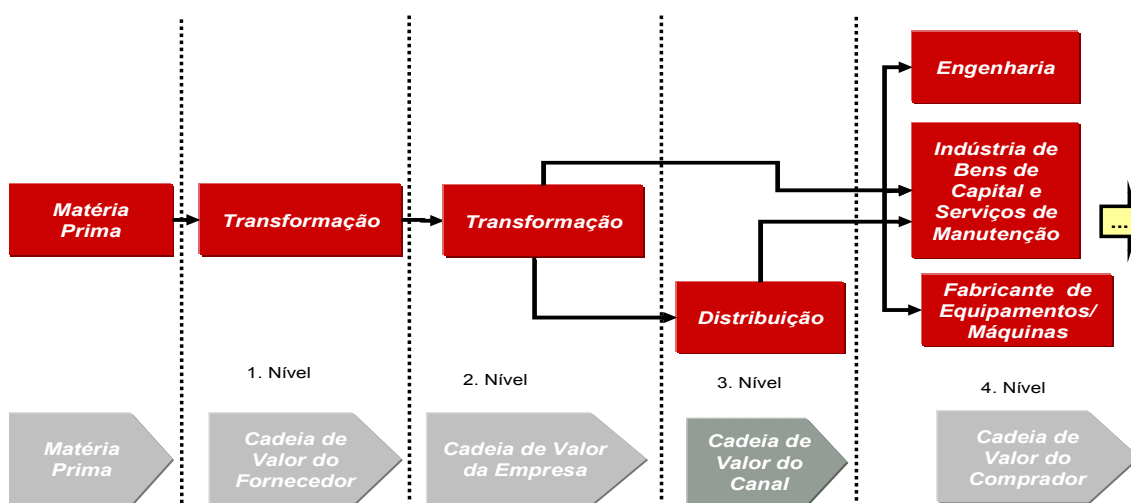 Engenharia
Matéria
Prima
Transformação
Transformação
Indústria de
Bens de
Capital e
Serviços de
Manutenção
...
Distribuição
Fabricante de
Equipamentos/
Máquinas
1. Nível
2. Nível
3. Nível
4. Nível
Matéria
Prima
Cadeia de
Valor do
Fornecedor
Cadeia de Valor
da Empresa
Cadeia de
Valor do
Canal
Cadeia de
Valor do
Comprador